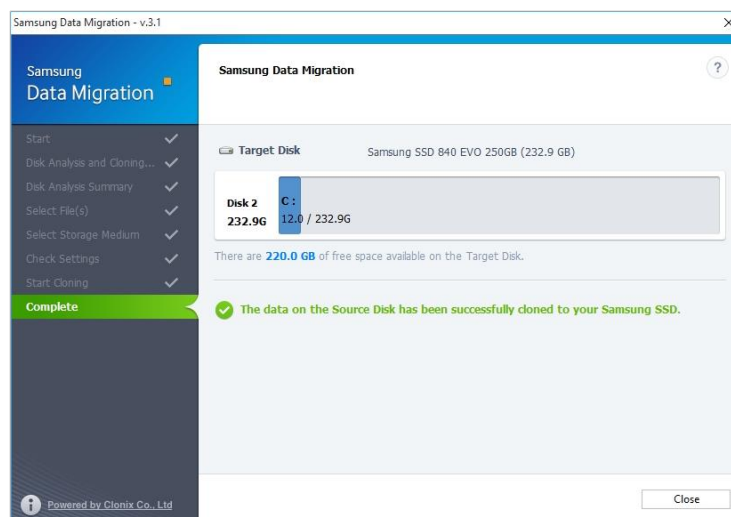 Samsung Data Migration - v.3.1
Samsung
Data Migration
Start
Disk Analysis and Cloning...
Disk Analysis Summary
Select File(s)
Select Storage Medium
Check Settings
Start Cloning
Complete
Powered by Clonix Co., Ltd
Samsung Data Migration
?
Target Disk Samsung SSD 840 EVO 250GB (232.9 GB)
Disk 2
232.9G
C :
12.0 / 232.9G
There are 220.0 GB of free space available on the Target Disk.
The data on the Source Disk has been successfully cloned to your Samsung SSD.
Close